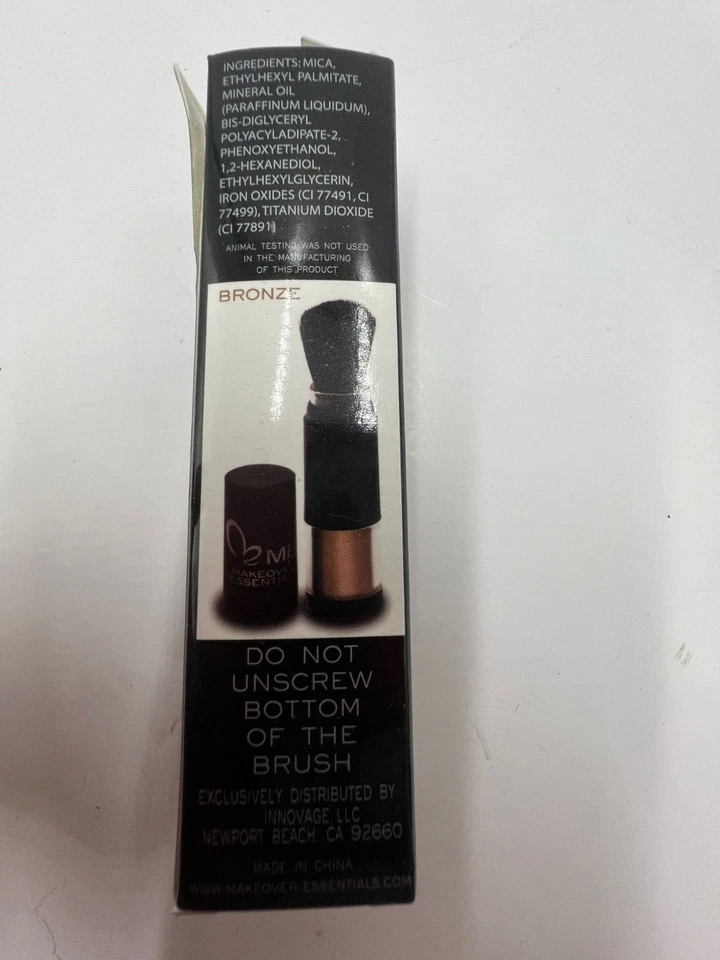 INGREDIENTS: MICA,
ETHYLHEXYL PALMITATE,
MINERAL OIL
(PARAFFINUM LIQUIDUM),
BIS-DIGLYCERYL
POLYACYLADIPATE-2,
PHENOXYETHANOL,
1,2-HEXANEDIOL,
ETHYLHEXYLGLYCERIN,
IRON OXIDES (CI 77491, CI
77499), TITANIUM DIOXIDE
(CI 77891)
ANIMAL TESTING WAS NOT USED
IN THE MANUFACTURING
OF THIS PRODUCT
BRONZE
ME
MAKEOVER
ESSENTIALS
DO NOT
UNSCREW
BOTTOM
OF THE
BRUSH
EXCLUSIVELY DISTRIBUTED BY
INNOVAGE LLC
NEWPORT BEACH, CA 92660
MADE IN CHINA
WWW.MAKEOVER-ESSENTIALS.COM